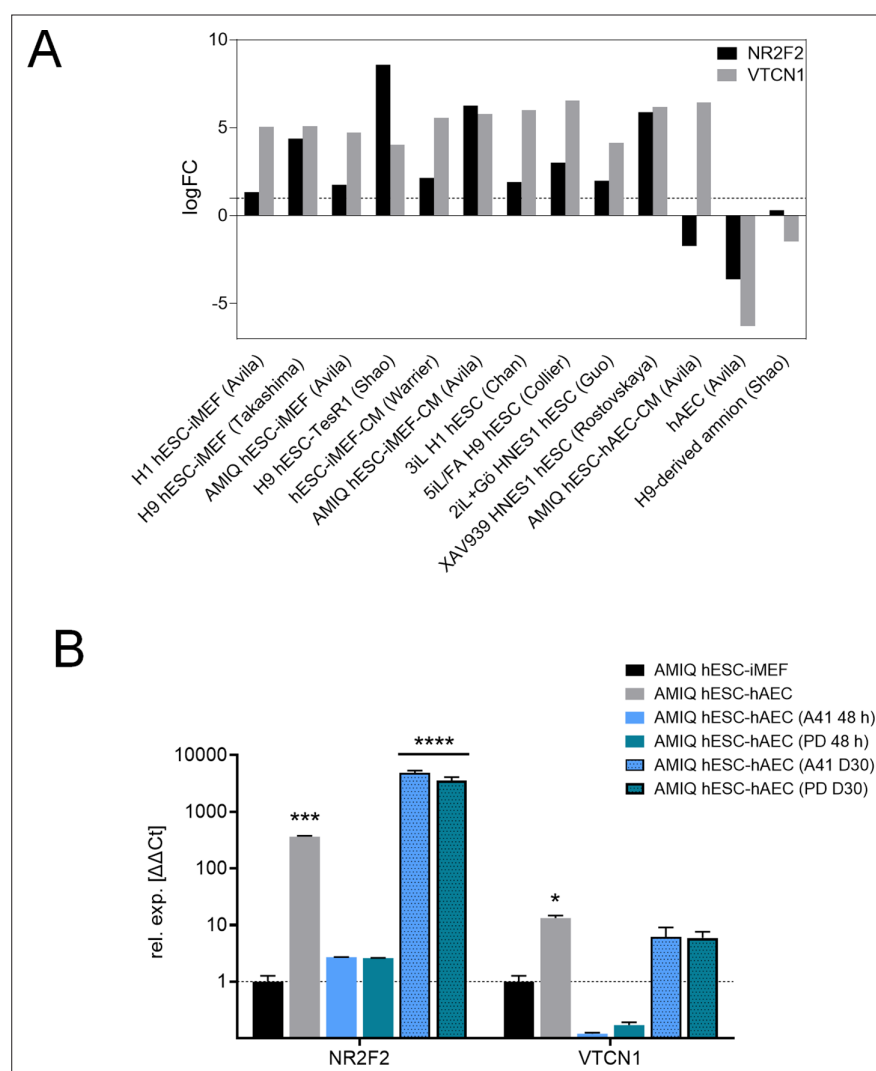 A
NR2F2
VTCN1
10
5
0
-5
logFC
H1 hESC-iMEF (Avila)
H9 hESC-iMEF (Takashima)
AMIQ hESC-iMEF (Avila)
H9 hESC-TesR1 (Shao)
hESC-iMEF-CM (Warrier)
AMIQ hESC-iMEF-CM (Avila)
3iL H1 hESC (Chan)
5iL/FA H9 hESC (Collier)
2iL+Gö HNES1 hESC (Guo)
XAV939 HNES1 hESC (Rostovskaya)
AMIQ hESC-hAEC-CM (Avila)
hAEC (Avila)
H9-derived amnion (Shao)
B
AMIQ hESC-iMEF
AMIQ hESC-hAEC
AMIQ hESC-hAEC (A41 48 h)
AMIQ hESC-hAEC (PD 48 h)
AMIQ hESC-hAEC (A41 D30)
AMIQ hESC-hAEC (PD D30)
rel. exp. [ΔΔCt]
10000
1000
100
10
1
***
****
*
NR2F2
VTCN1